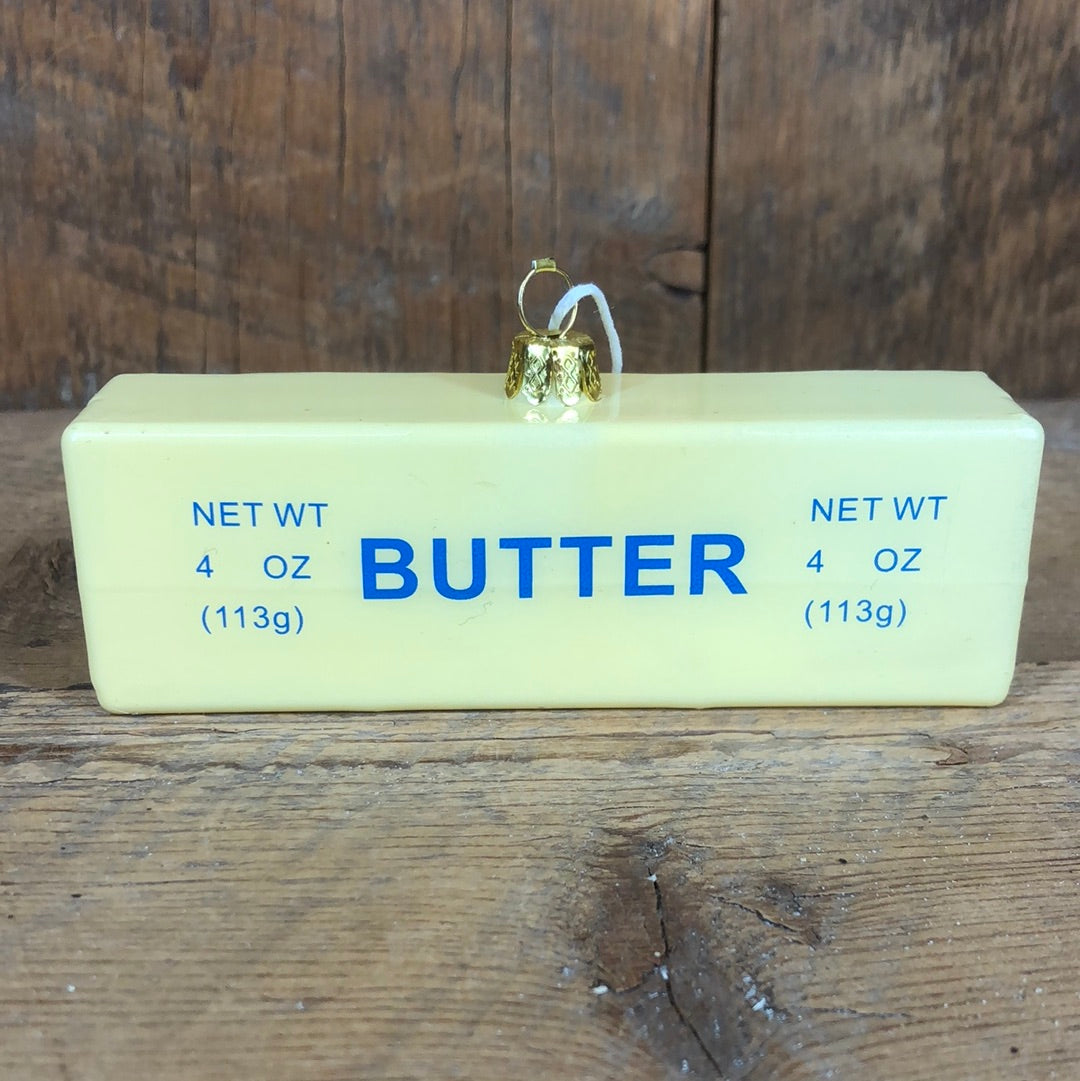 NET WT
4 OZ
(113g)
BUTTER
NET WT
4 OZ
(113g)